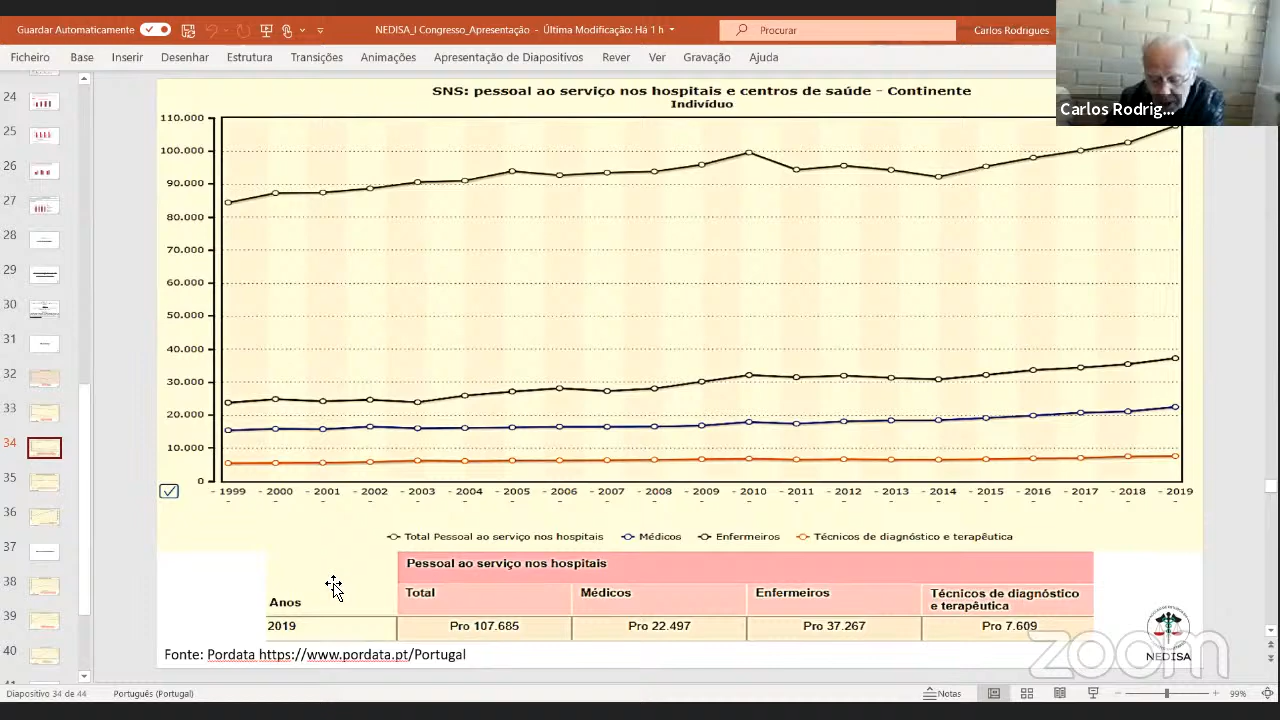 Guardar Automaticamente
NEDISA_I Congresso_Apresentação - Última Modificação: Há 1 h
Procurar
Carlos Rodrigues
Ficheiro Base Inserir Desenhar Estrutura Transições Animações Apresentação de Diapositivos Rever Ver Gravação Ajuda
Carlos Rodrig...
24
25
26
27
28
29
30
31
32
33
34
35
36
37
38
39
40
SNS: pessoal ao serviço nos hospitais e centros de saúde - Continente
Indivíduo
110.000
100.000
90.000
80.000
70.000
60.000
50.000
40.000
30.000
20.000
10.000
0
- 1999 - 2000 - 2001 - 2002 - 2003 - 2004 - 2005 - 2006 - 2007 - 2008 - 2009 - 2010 - 2011 - 2012 - 2013 - 2014 - 2015 - 2016 - 2017 - 2018 - 2019
Total Pessoal ao serviço nos hospitais Médicos Enfermeiros Técnicos de diagnóstico e terapêutica
Pessoal ao serviço nos hospitais
Anos
Total Médicos Enfermeiros Técnicos de diagnóstico
e terapêutica
2019 Pro 107.685 Pro 22.497 Pro 37.267 Pro 7.609
Fonte: Pordata https://www.pordata.pt/Portugal
NEDISA
zoom
Diapositivo 34 de 44 Português (Portugal) Notas 99%